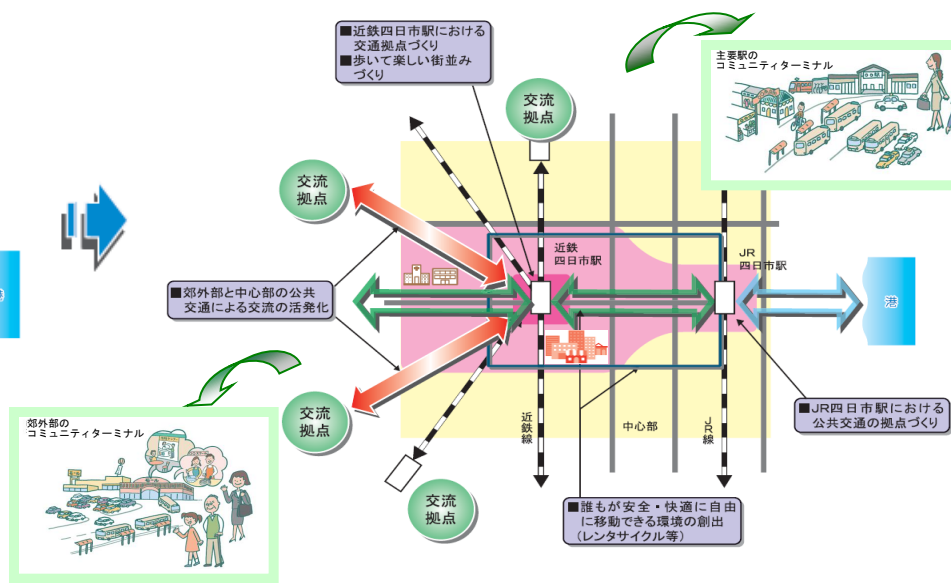 ■近鉄四日市駅における
交通拠点づくり
■歩いて楽しい街並み
づくり
主要駅の
コミュニティターミナル
交流
拠点
交流
拠点
近鉄
四日市駅
JR
四日市駅
■郊外部と中心部の公共
交通による交流の活発化
港
港
郊外部の
コミュニティターミナル
交流
拠点
近鉄線
中心部
JR線
■JR四日市駅における
公共交通の拠点づくり
交流
拠点
■誰もが安全・快適に自由
に移動できる環境の創出
(レンタサイクル等)